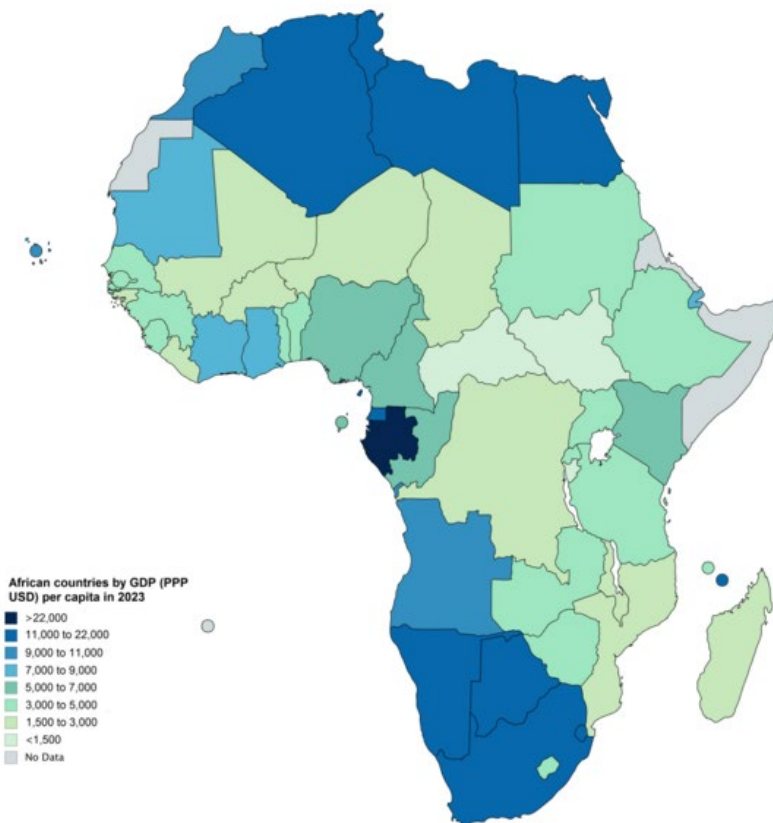 African countries by GDP (PPP
USD) per capita in 2023
>22,000
11,000 to 22,000
9,000 to 11,000
7,000 to 9,000
5,000 to 7,000
3,000 to 5,000
1,500 to 3,000
<1,500
No Data